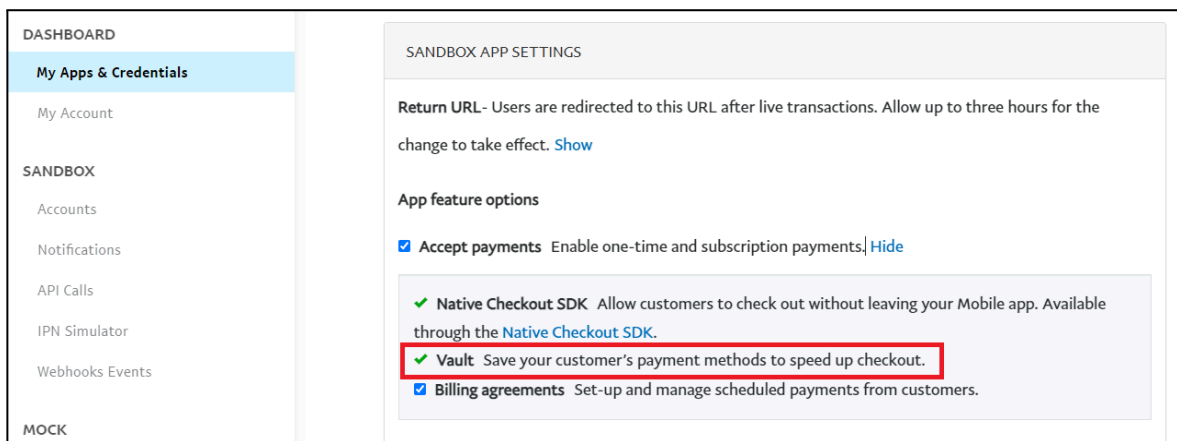 DASHBOARD
My Apps & Credentials
My Account
SANDBOX
Accounts
Notifications
API Calls
IPN Simulator
Webhooks Events
MOCK
SANDBOX APP SETTINGS
Return URL- Users are redirected to this URL after live transactions. Allow up to three hours for the
change to take effect. Show
App feature options
Accept payments Enable one-time and subscription payments. Hide
Native Checkout SDK Allow customers to check out without leaving your Mobile app. Available
through the Native Checkout SDK.
Vault Save your customer's payment methods to speed up checkout.
Billing agreements Set-up and manage scheduled payments from customers.